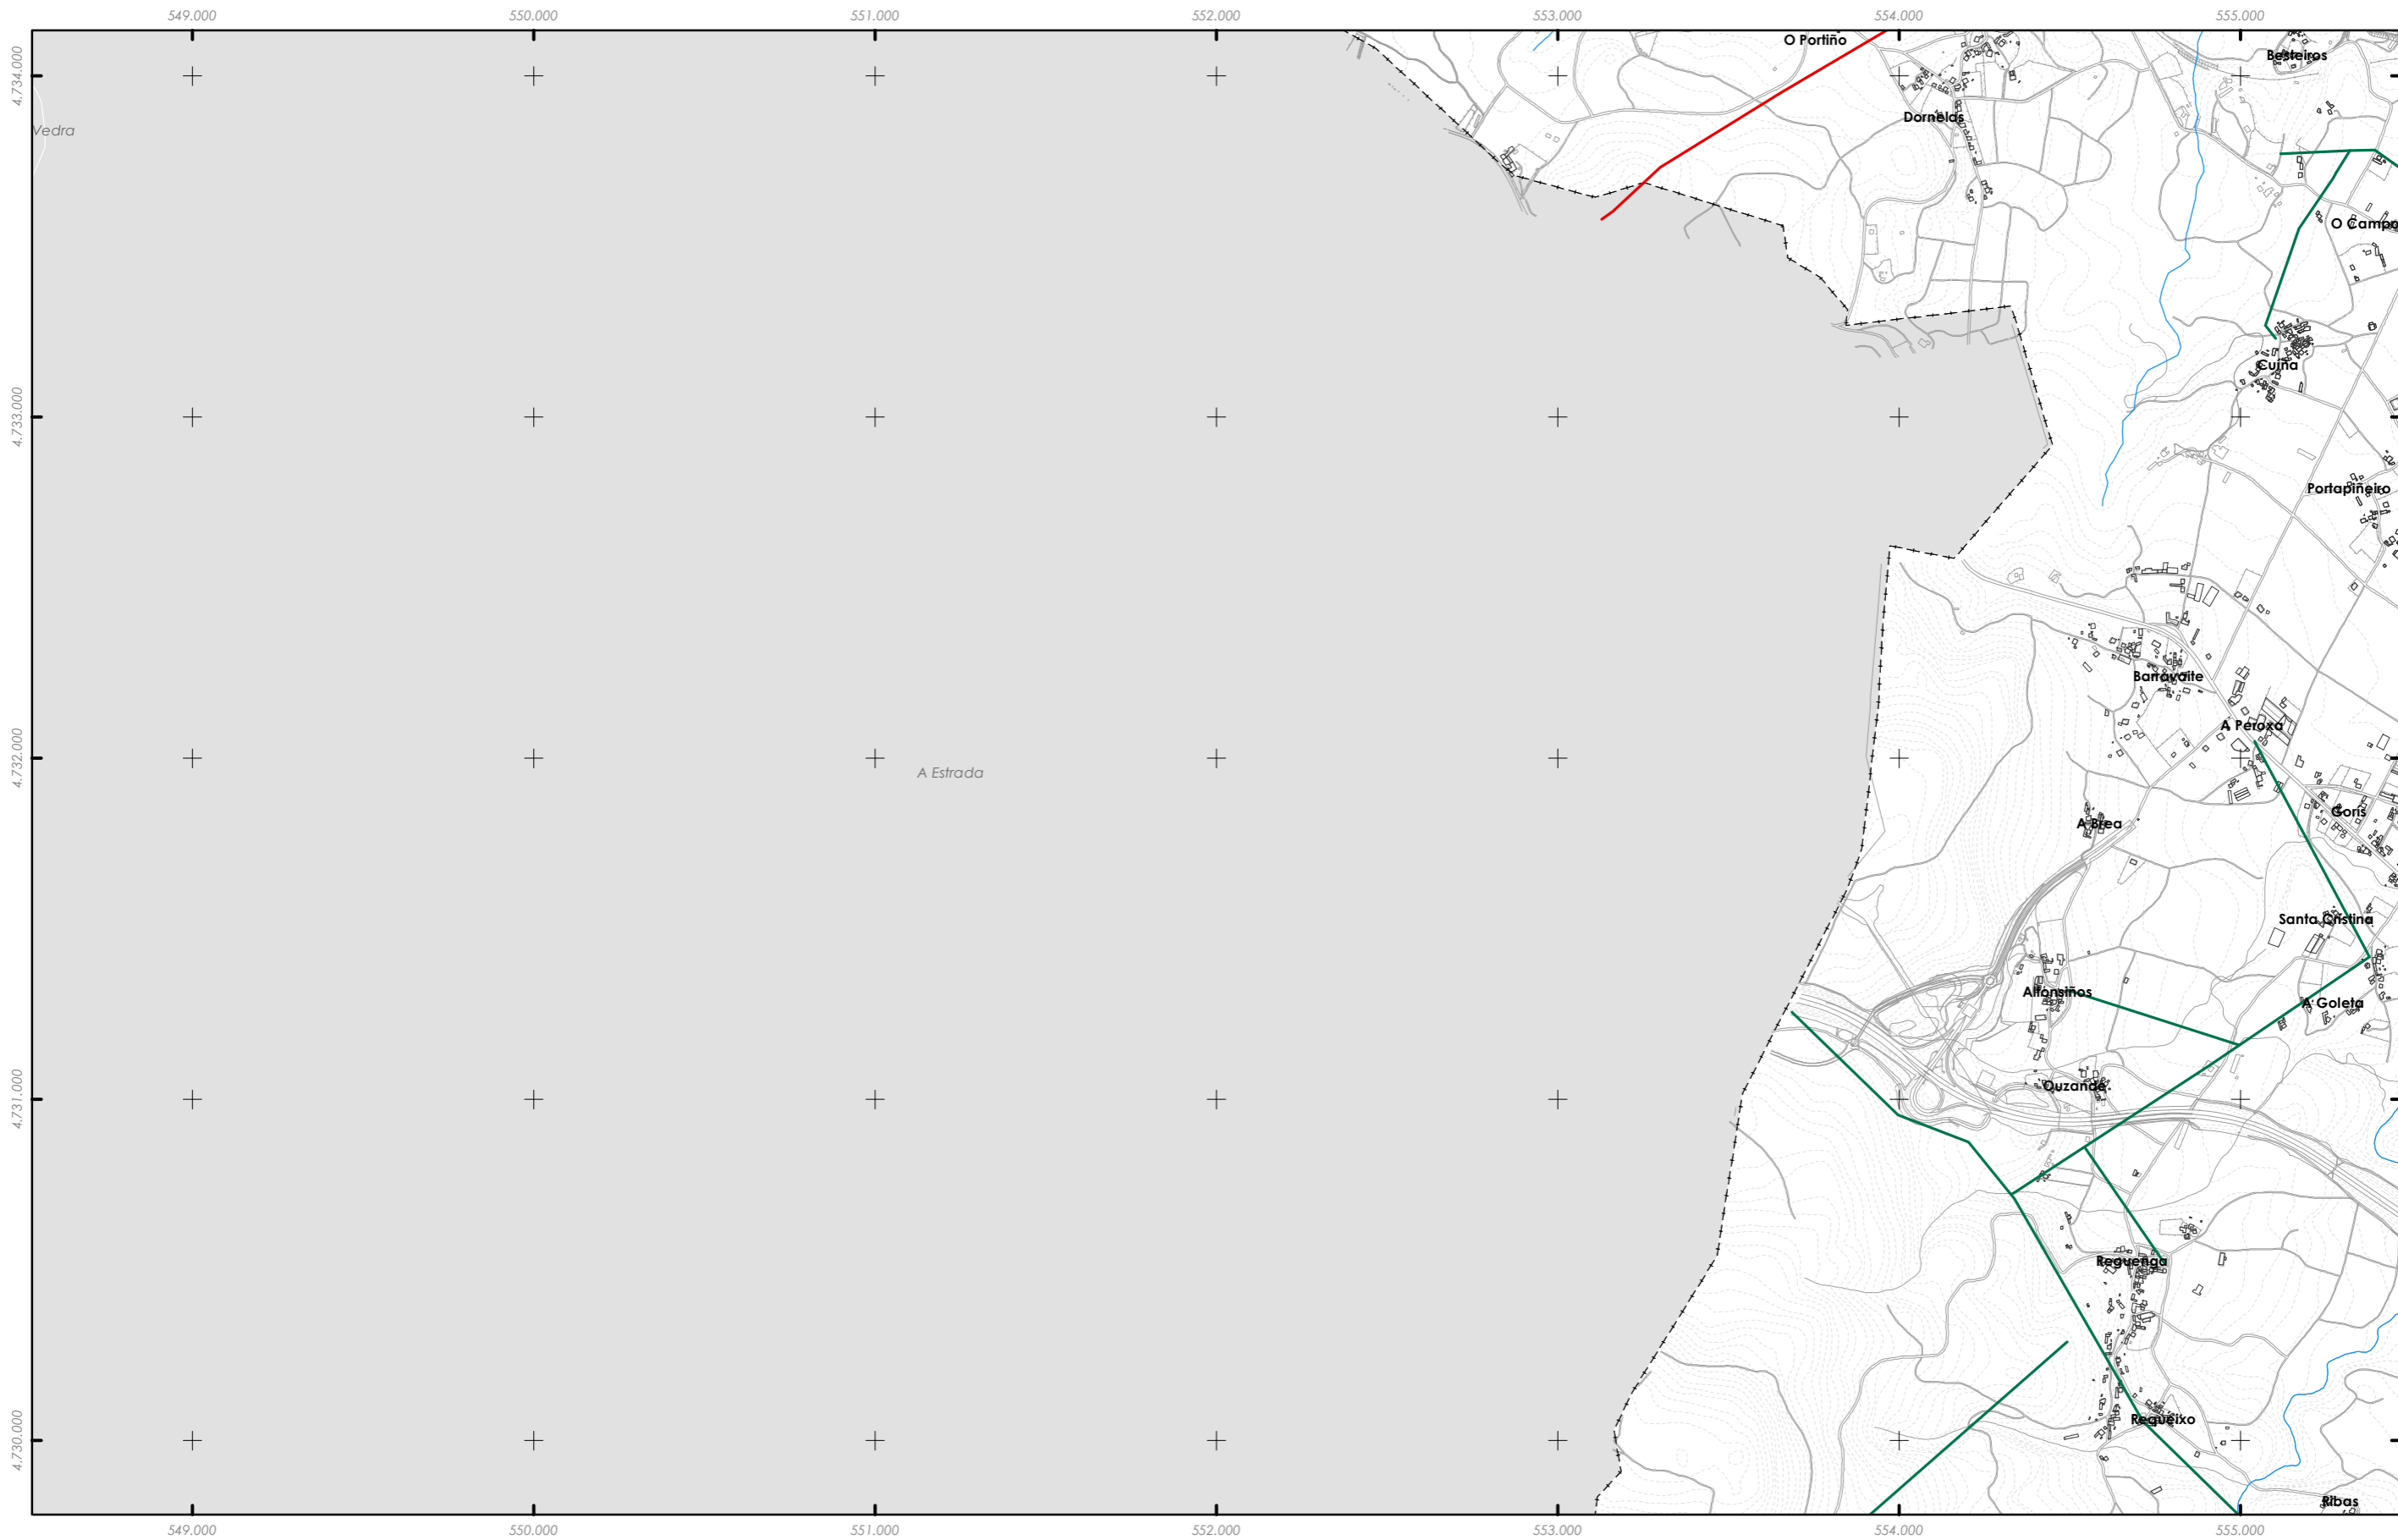 549.000 550.000 551.000 552.000 553.000 554.000 555.000
4.734.000
O Portiño
Besteiros
Dornelas
Vedra
O Campo
Cuíña
4.733.000
Portapiñeiro
Barravaite
A Peroxa
4.732.000
A Estrada
Goris
A Brea
Santa Cristina
Alfonsiños
A Goleta
Ouzande
4.731.000
Reguenga
Requeixo
4.730.000
Ribas
549.000 550.000 551.000 552.000 553.000 554.000 555.000